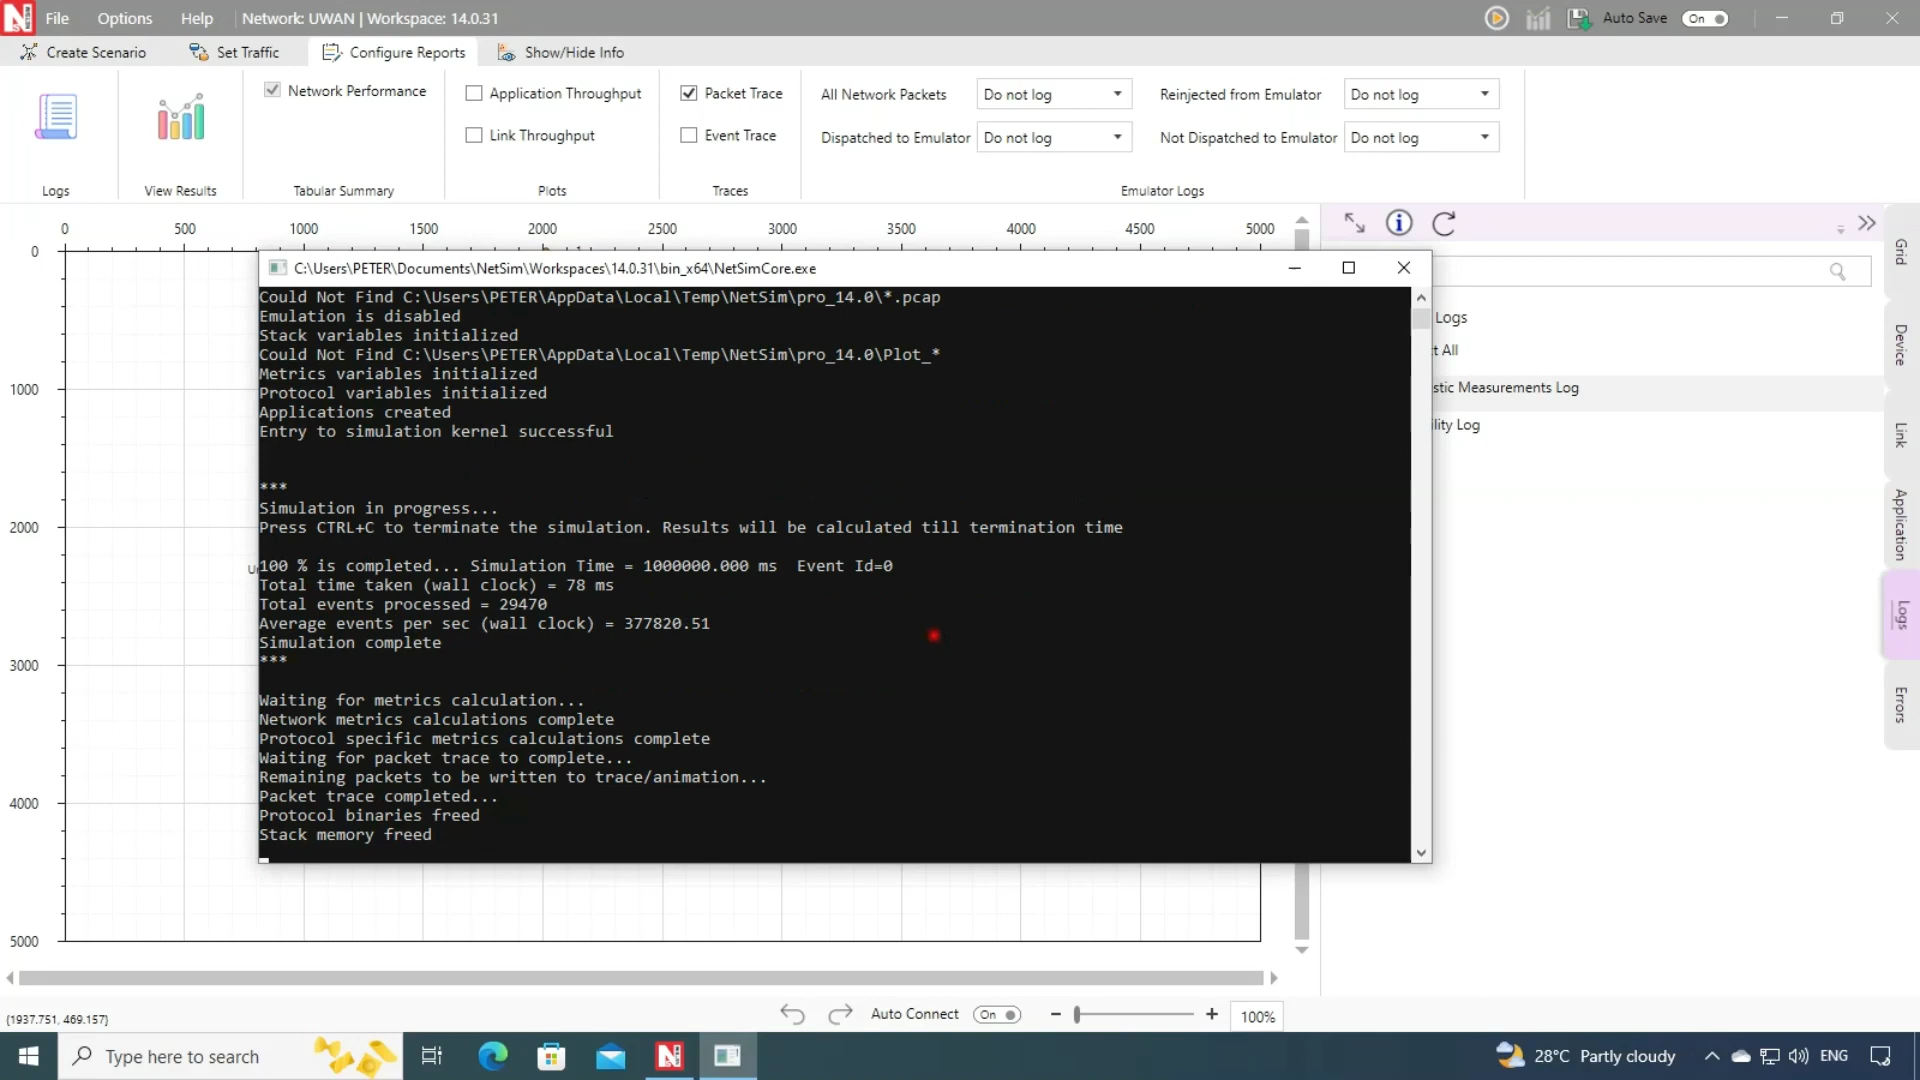 File Options Help Network: UWAN | Workspace: 14.0.31 Auto Save On
Create Scenario Set Traffic Configure Reports Show/Hide Info
Network Performance Application Throughput Packet Trace All Network Packets Do not log Reinjected from Emulator Do not log
Link Throughput Event Trace Dispatched to Emulator Do not log Not Dispatched to Emulator Do not log
Logs View Results Tabular Summary Plots Traces Emulator Logs
0 500 1000 1500 2000 2500 3000 3500 4000 4500 5000
0
1000
2000
3000
4000
5000
C:\Users\PETER\Documents\NetSim\Workspaces\14.0.31\bin_x64\NetSimCore.exe
Could Not Find C:\Users\PETER\AppData\Local\Temp\NetSim\pro_14.0\*.pcap
Emulation is disabled
Stack variables initialized
Could Not Find C:\Users\PETER\AppData\Local\Temp\NetSim\pro_14.0\Plot_*
Metrics variables initialized
Protocol variables initialized
Applications created
Entry to simulation kernel successful
***
Simulation in progress...
Press CTRL+C to terminate the simulation. Results will be calculated till termination time
100 % is completed... Simulation Time = 1000000.000 ms Event Id=0
Total time taken (wall clock) = 78 ms
Total events processed = 29470
Average events per sec (wall clock) = 377820.51
Simulation complete
***
Waiting for metrics calculation...
Network metrics calculations complete
Protocol specific metrics calculations complete
Waiting for packet trace to complete...
Remaining packets to be written to trace/animation...
Packet trace completed...
Protocol binaries freed
Stack memory freed
Logs
t All
stic Measurements Log
ility Log
Grid
Device
Link
Application
Logs
Errors
(1937.751, 469.157)
Auto Connect On 100%
Type here to search
28°C Partly cloudy ENG